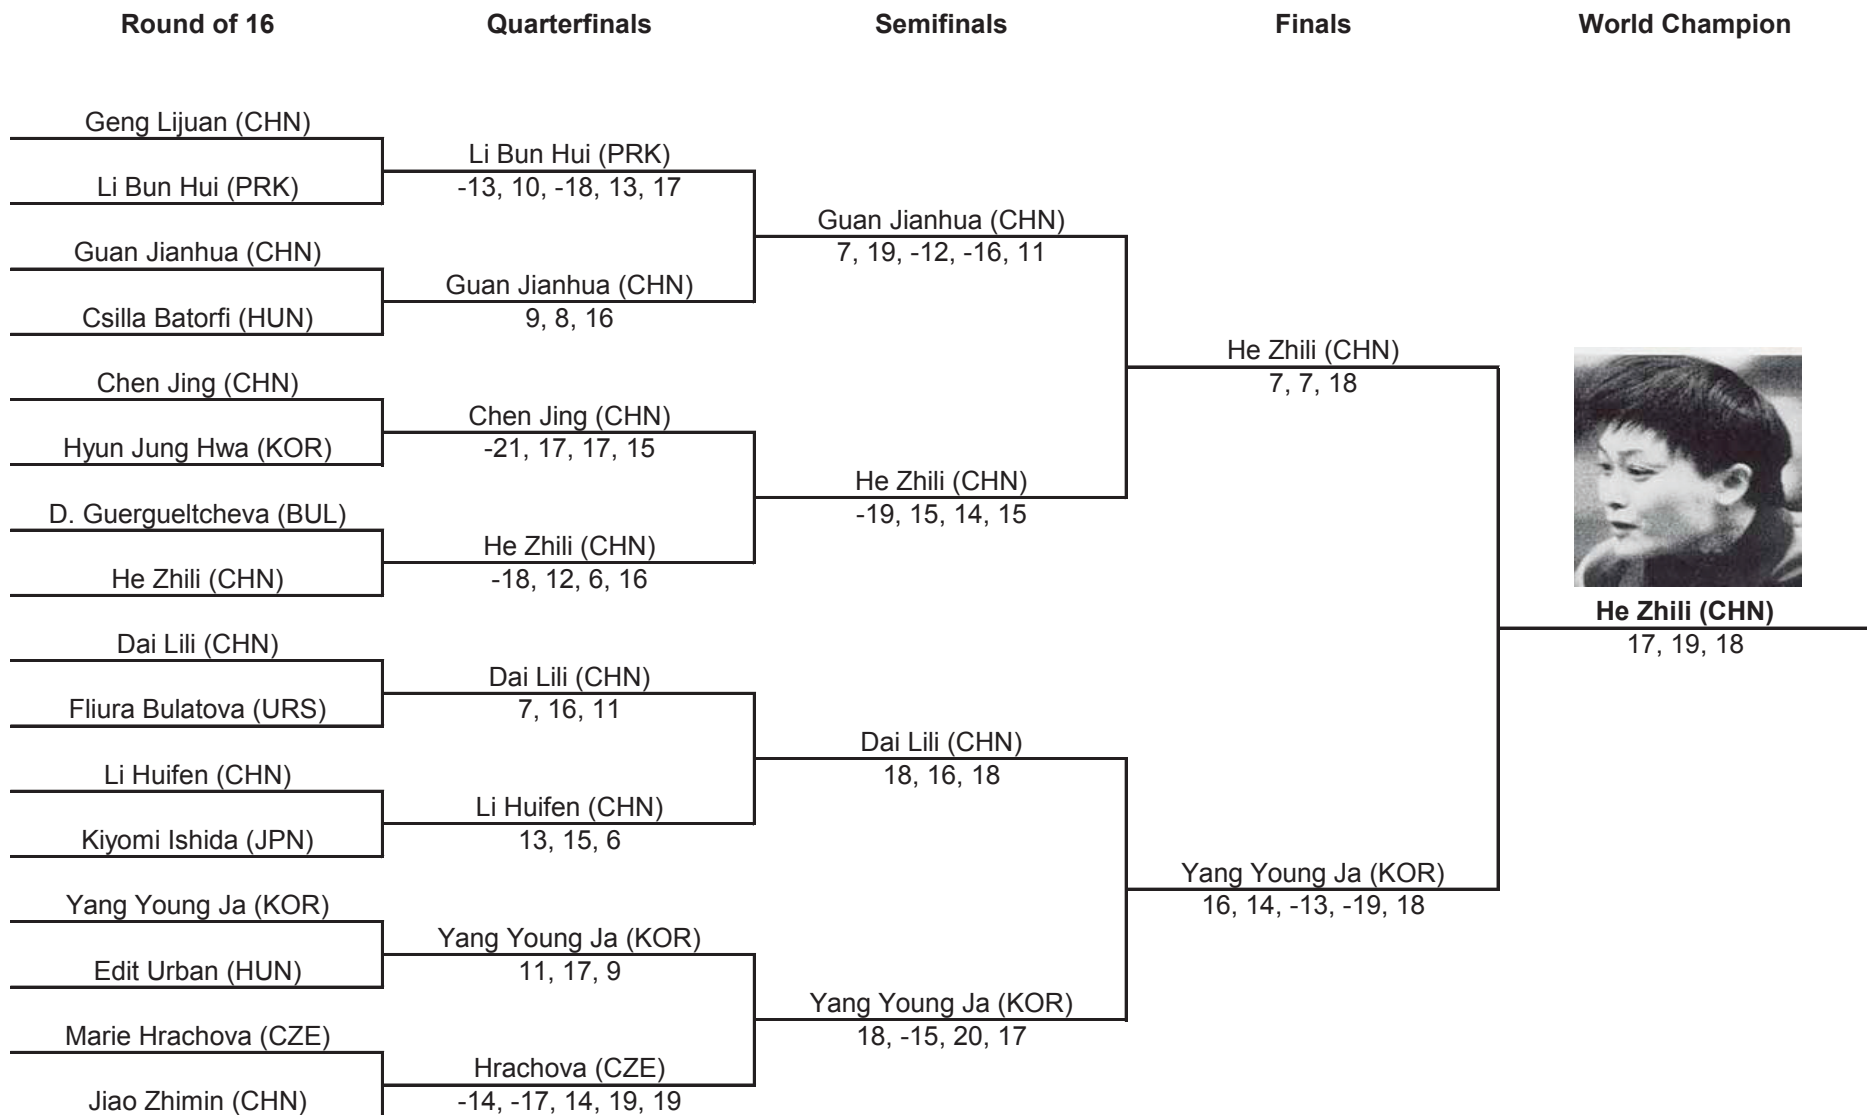 Round of 16
Quarterfinals
Semifinals
Finals
World Champion
Geng Lijuan (CHN)
Li Bun Hui (PRK)
Guan Jianhua (CHN)
Csilla Batorfi (HUN)
Chen Jing (CHN)
Hyun Jung Hwa (KOR)
D. Guergueltcheva (BUL)
He Zhili (CHN)
Dai Lili (CHN)
Fliura Bulatova (URS)
Li Huifen (CHN)
Kiyomi Ishida (JPN)
Yang Young Ja (KOR)
Edit Urban (HUN)
Marie Hrachova (CZE)
Jiao Zhimin (CHN)
Li Bun Hui (PRK)
-13, 10, -18, 13, 17
Guan Jianhua (CHN)
9, 8, 16
Chen Jing (CHN)
-21, 17, 17, 15
He Zhili (CHN)
-18, 12, 6, 16
Dai Lili (CHN)
7, 16, 11
Li Huifen (CHN)
13, 15, 6
Yang Young Ja (KOR)
11, 17, 9
Hrachova (CZE)
-14, -17, 14, 19, 19
Guan Jianhua (CHN)
7, 19, -12, -16, 11
He Zhili (CHN)
-19, 15, 14, 15
Dai Lili (CHN)
18, 16, 18
Yang Young Ja (KOR)
18, -15, 20, 17
He Zhili (CHN)
7, 7, 18
Yang Young Ja (KOR)
16, 14, -13, -19, 18
He Zhili (CHN)
17, 19, 18